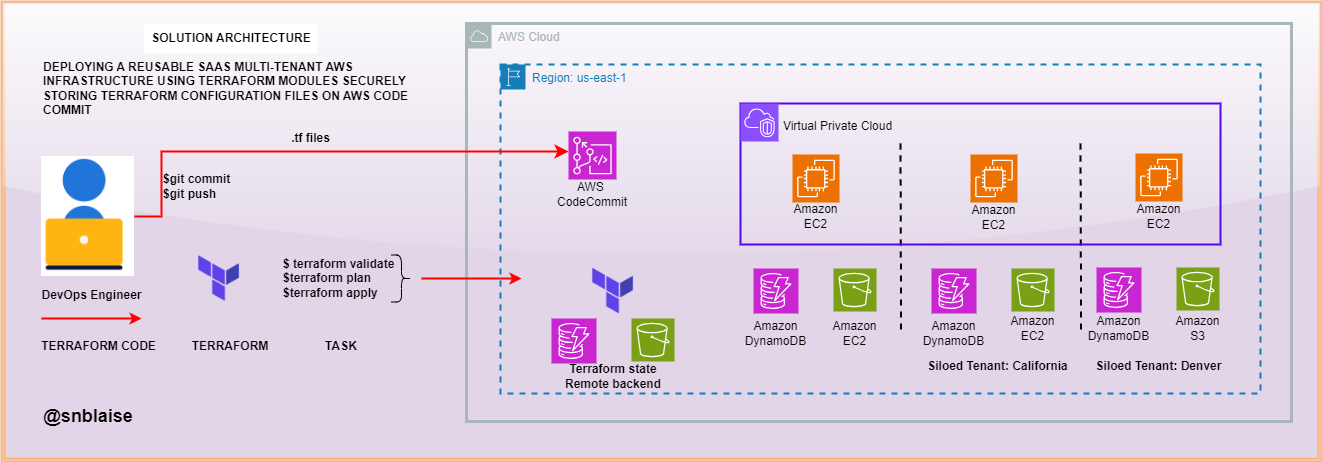 SOLUTION ARCHITECTURE
DEPLOYING A REUSABLE SAAS MULTI-TENANT AWS
INFRASTRUCTURE USING TERRAFORM MODULES SECURELY
STORING TERRAFORM CONFIGURATION FILES ON AWS CODE
COMMIT
.tf files
$git commit
$git push
DevOps Engineer
$ terraform validate
$terraform plan
$terraform apply
TERRAFORM CODE
TERRAFORM
TASK
@snblaise
AWS Cloud
Region: us-east-1
AWS
CodeCommit
Virtual Private Cloud
Amazon
EC2
Amazon
EC2
Amazon
EC2
Terraform state
Remote backend
Amazon
DynamoDB
Amazon
EC2
Amazon
DynamoDB
Amazon
EC2
Amazon
DynamoDB
Amazon
S3
Siloed Tenant: California
Siloed Tenant: Denver